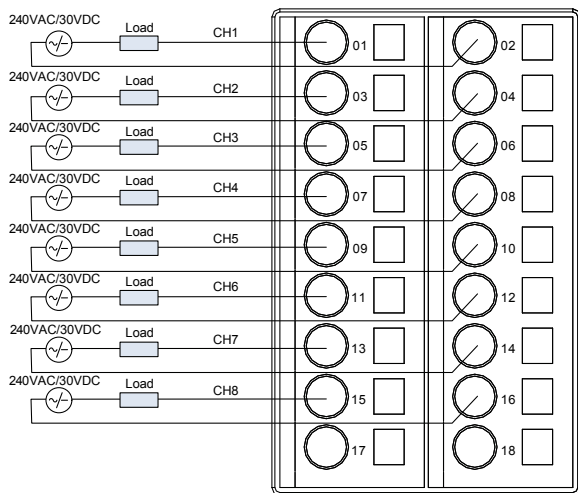 240VAC/30VDC
Load
CH1
01
02
240VAC/30VDC
Load
CH2
03
04
240VAC/30VDC
Load
CH3
05
06
240VAC/30VDC
Load
CH4
07
08
240VAC/30VDC
Load
CH5
09
10
240VAC/30VDC
Load
CH6
11
12
240VAC/30VDC
Load
CH7
13
14
240VAC/30VDC
Load
CH8
15
16
17
18